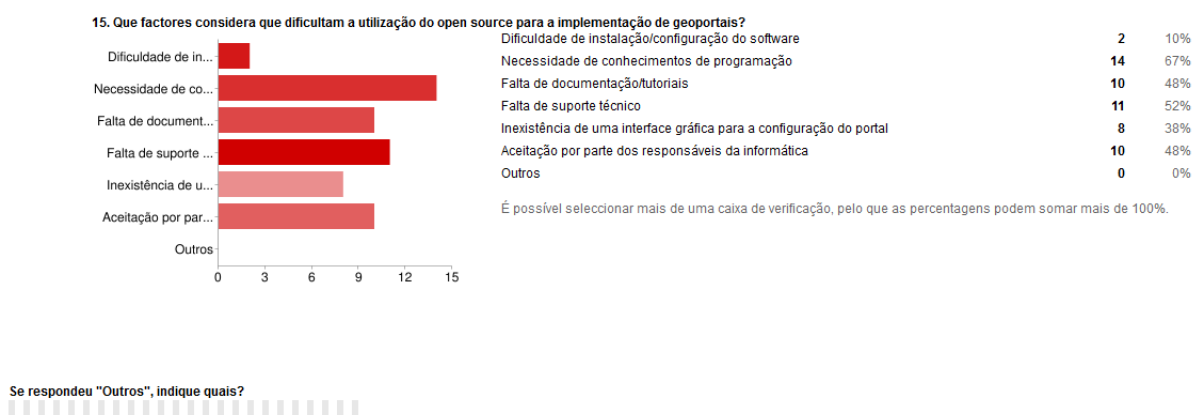 15. Que factores considera que dificultam a utilização do open source para a implementação de geoportais?
Dificuldade de in...
Necessidade de co...
Falta de document...
Falta de suporte ...
Inexistência de u...
Aceitação por par...
Outros
0 3 6 9 12 15
Dificuldade de instalação/configuração do software 2 10%
Necessidade de conhecimentos de programação 14 67%
Falta de documentação/tutoriais 10 48%
Falta de suporte técnico 11 52%
Inexistência de uma interface gráfica para a configuração do portal 8 38%
Aceitação por parte dos responsáveis da informática 10 48%
Outros 0 0%
É possível seleccionar mais de uma caixa de verificação, pelo que as percentagens podem somar mais de 100%.
Se respondeu "Outros", indique quais?